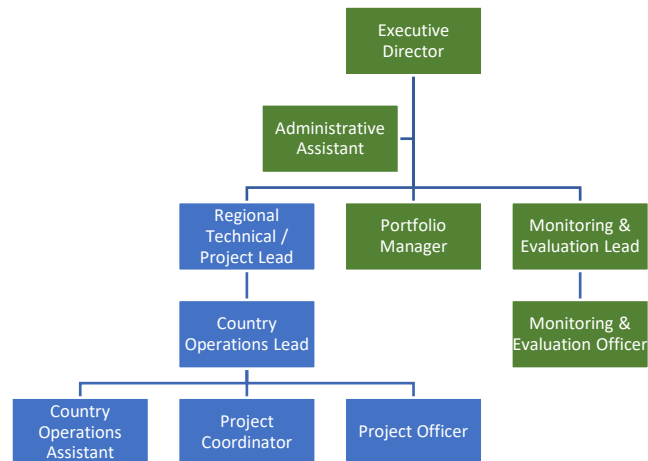 Executive
Director
Administrative
Assistant
Regional
Technical /
Project Lead
Portfolio
Manager
Monitoring &
Evaluation Lead
Country
Operations Lead
Monitoring &
Evaluation Officer
Country
Operations
Assistant
Project
Coordinator
Project Officer